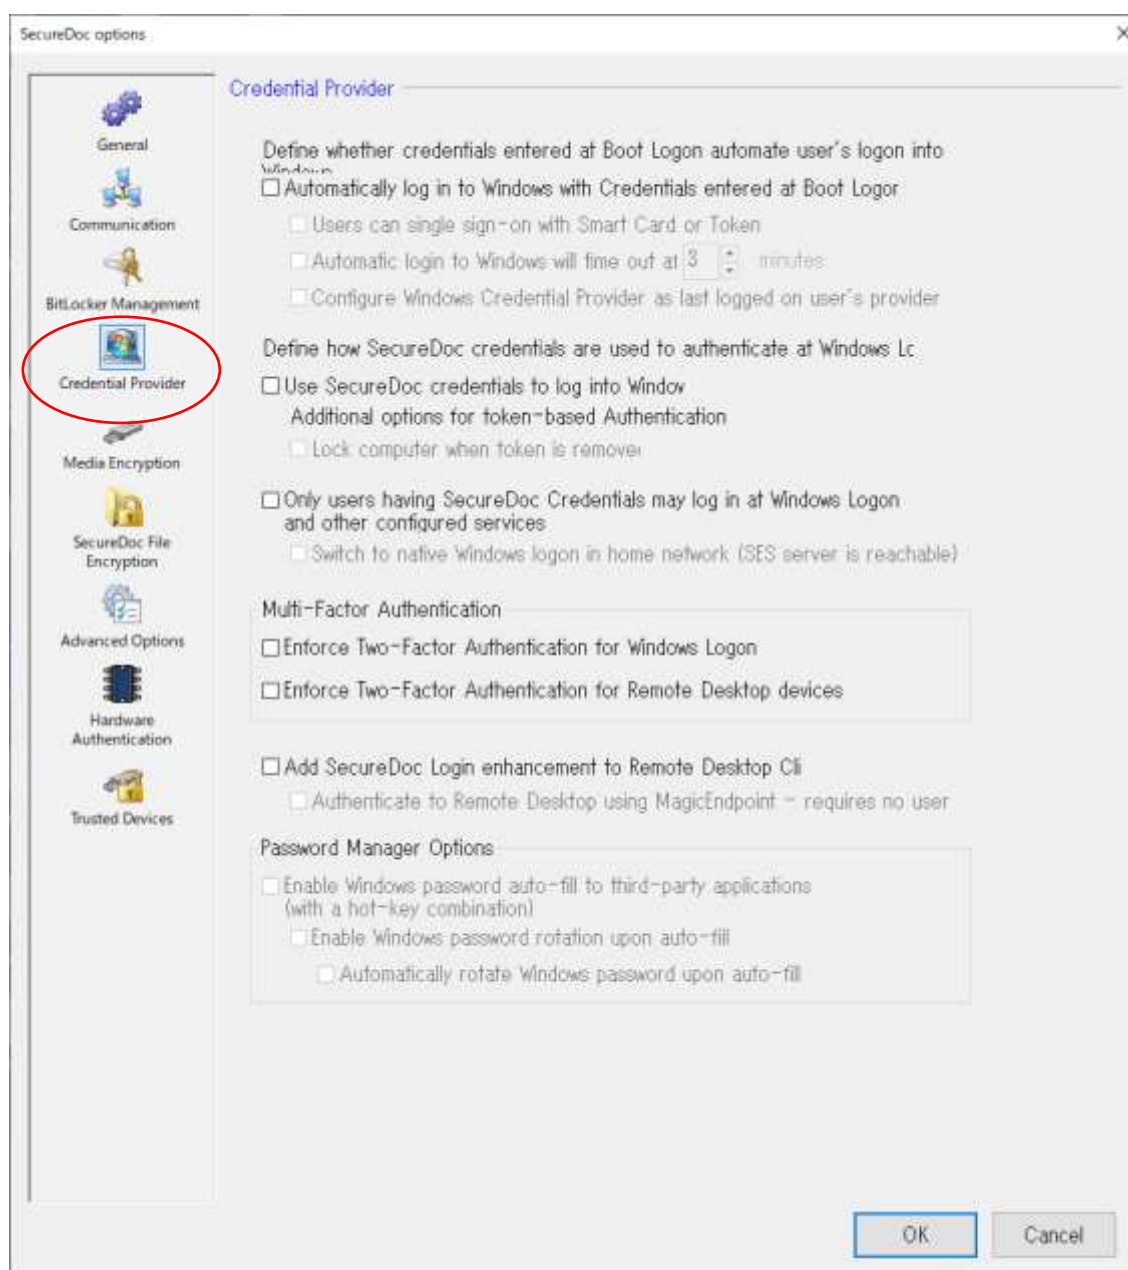 SecureDoc options
General
Communication
BitLocker Management
Credential Provider
Media Encryption
SecureDoc File
Encryption
Advanced Options
Hardware
Authentication
Trusted Devices
Credential Provider
Define whether credentials entered at Boot Logon automate user's logon into
Automatically log in to Windows with Credentials entered at Boot Logor
Users can single sign-on with Smart Card or Token
Automatic login to Windows will time out at 3 minutes
Configure Windows Credential Provider as last logged on user's provider
Define how SecureDoc credentials are used to authenticate at Windows Lc
Use SecureDoc credentials to log into Window
Additional options for token-based Authentication
Lock computer when token is remove
Only users having SecureDoc Credentials may log in at Windows Logon
and other configured services
Switch to native Windows logon in home network (SES server is reachable)
Multi-Factor Authentication
Enforce Two-Factor Authentication for Windows Logon
Enforce Two-Factor Authentication for Remote Desktop devices
Add SecureDoc Login enhancement to Remote Desktop Cli
Authenticate to Remote Desktop using MagicEndpoint - requires no user
Password Manager Options
Enable Windows password auto-fill to third-party applications
(with a hot-key combination)
Enable Windows password rotation upon auto-fill
Automatically rotate Windows password upon auto-fill
OK
Cancel